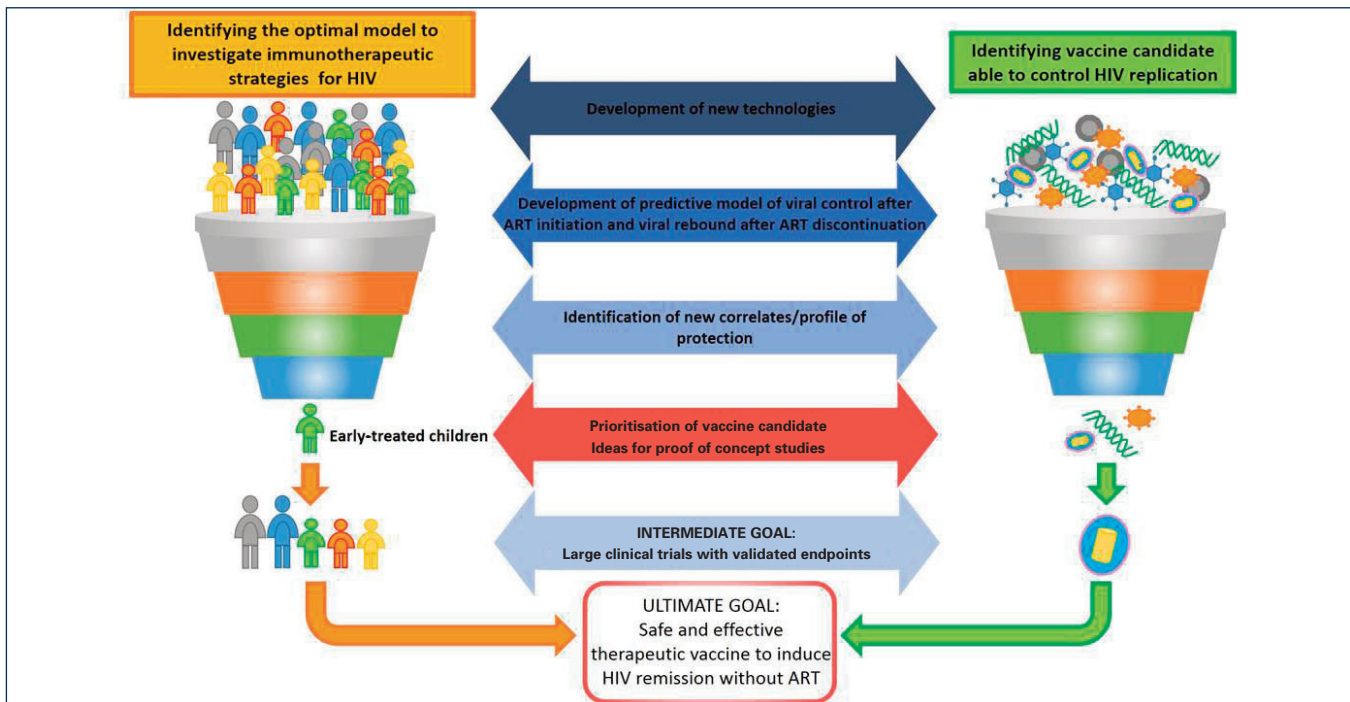 Identifying the optimal model to
investigate immunotherapeutic
strategies for HIV
Identifying vaccine candidate
able to control HIV replication
Development of new technologies
Development of predictive model of viral control after
ART initiation and viral rebound after ART discontinuation
Identification of new correlates/profile of
protection
Early-treated children
Prioritisation of vaccine candidate
Ideas for proof of concept studies
INTERMEDIATE GOAL:
Large clinical trials with validated endpoints
ULTIMATE GOAL:
Safe and effective
therapeutic vaccine to induce
HIV remission without ART